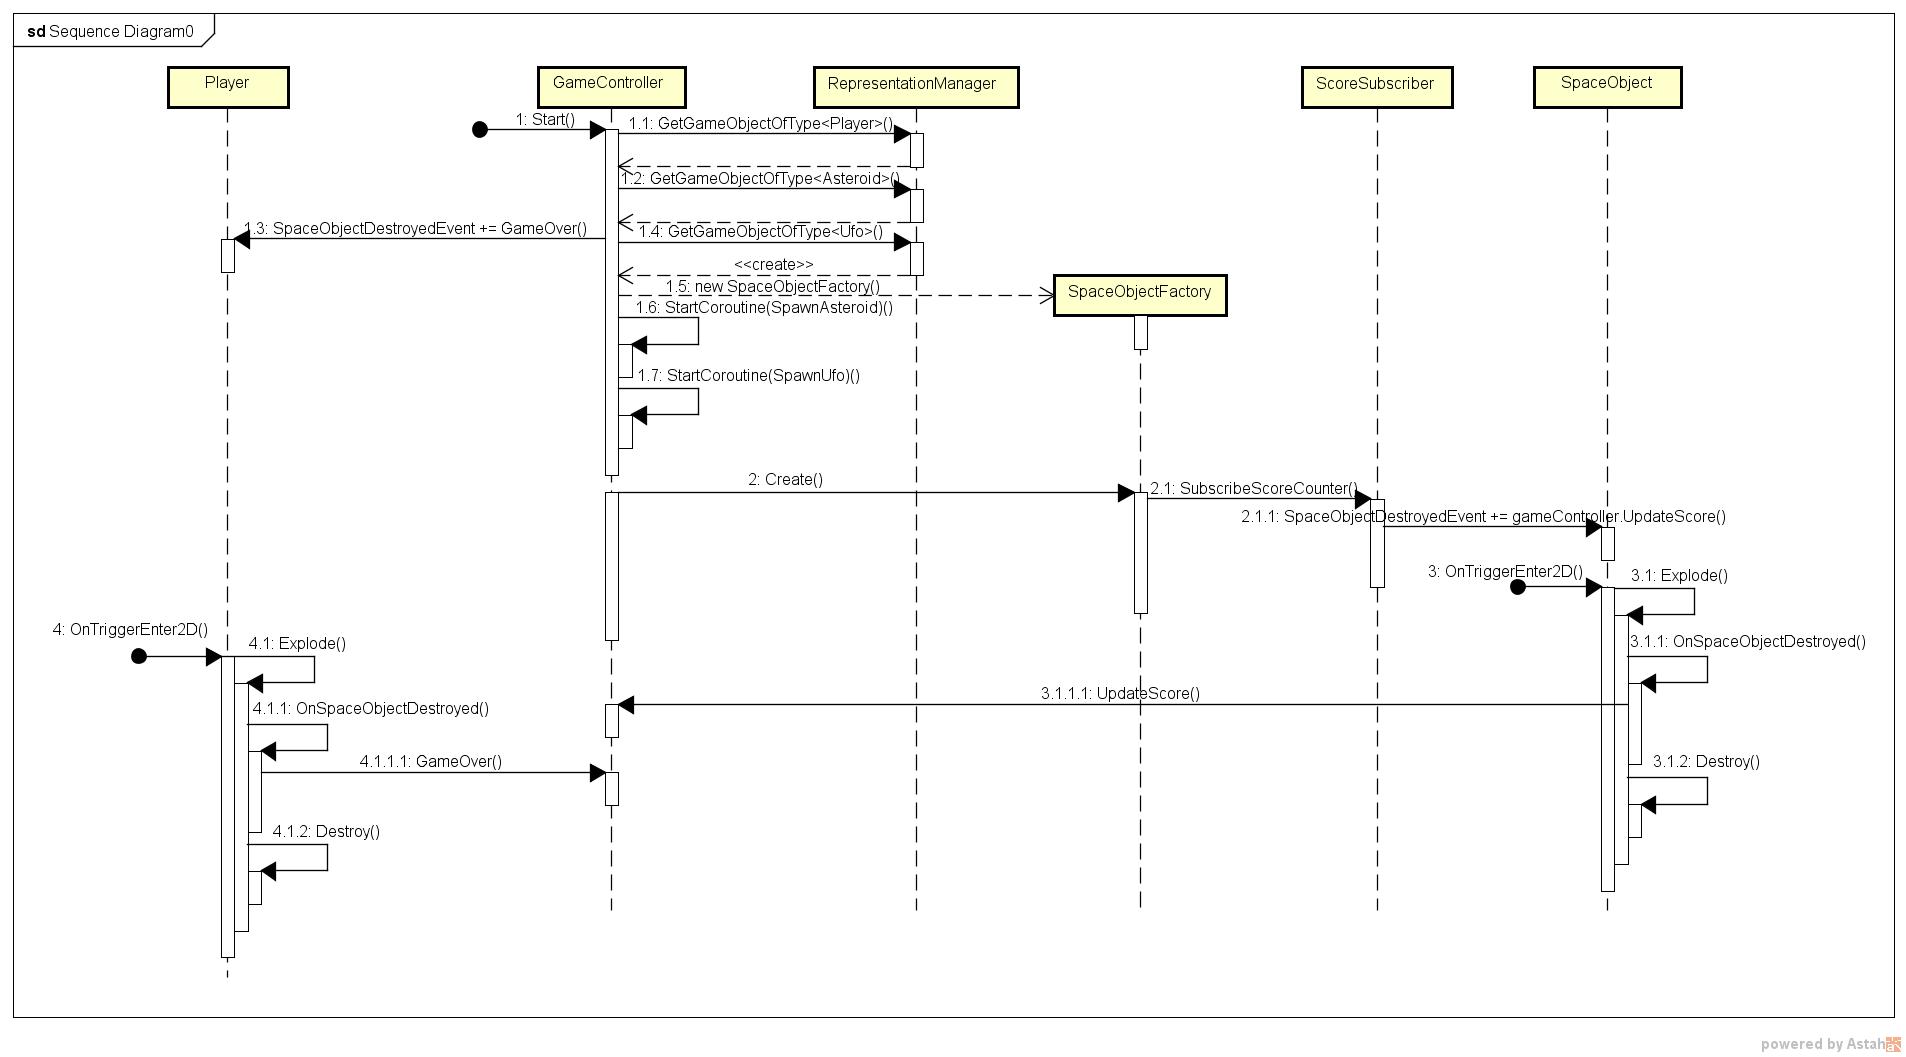 sd Sequence Diagram0
Player
GameController
RepresentationManager
ScoreSubscriber
SpaceObject
1: Start()
1.1: GetGameObjectOfType<Player>()
1.2: GetGameObjectOfType<Asteroid>()
1.3: SpaceObjectDestroyedEvent += GameOver()
1.4: GetGameObjectOfType<Ufo>()
<<create>>
1.5: new SpaceObjectFactory()
SpaceObjectFactory
1.6: StartCoroutine(SpawnAsteroid)()
1.7: StartCoroutine(SpawnUfo)()
2: Create()
2.1: SubscribeScoreCounter()
2.1.1: SpaceObjectDestroyedEvent += gameController.UpdateScore()
3: OnTriggerEnter2D()
3.1: Explode()
4: OnTriggerEnter2D()
4.1: Explode()
3.1.1: OnSpaceObjectDestroyed()
3.1.1.1: UpdateScore()
4.1.1: OnSpaceObjectDestroyed()
4.1.1.1: GameOver()
3.1.2: Destroy()
4.1.2: Destroy()
powered by Astah